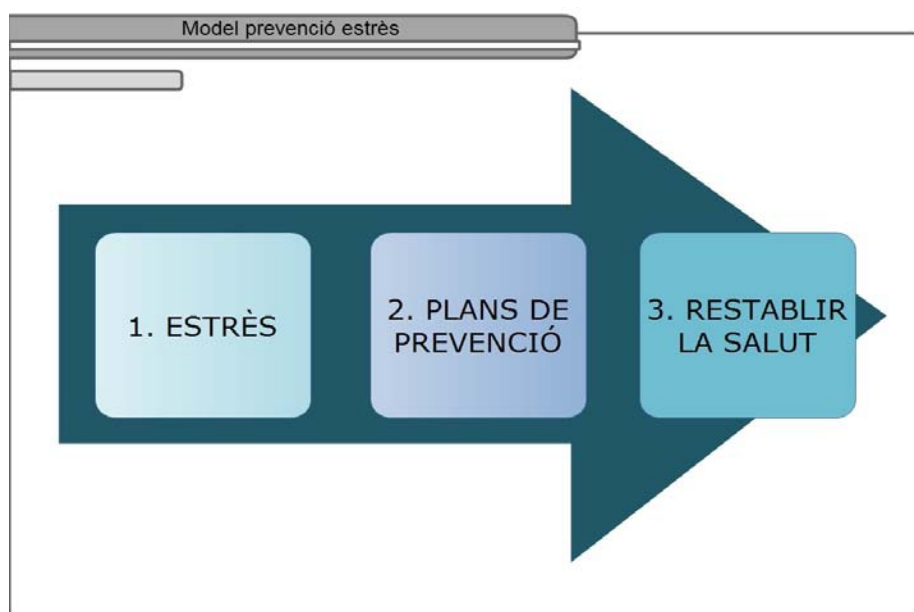 Model prevenció estrès
1. ESTRÈS
2. PLANS DE
PREVENCIÓ
3. RESTABLIR
LA SALUT